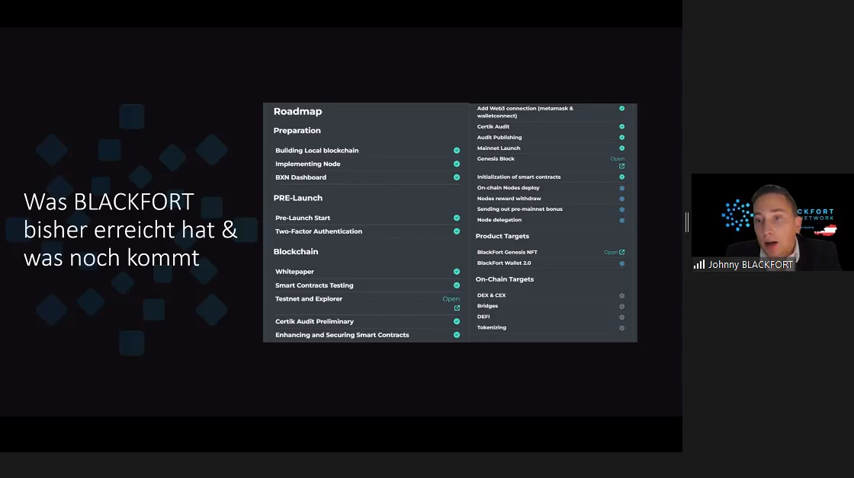 Was BLACKFORT
bisher erreicht hat &
was noch kommt
Roadmap
Preparation
Building Local blockchain
Implementing Node
BXN Dashboard
PRE-Launch
Pre-Launch Start
Two-Factor Authentication
Blockchain
Whitepaper
Smart Contracts Testing
Testnet and Explorer Open
Certik Audit Preliminary
Enhancing and Securing Smart Contracts
Add Web3 connection (metamask &
walletconnect)
Certik Audit
Audit Publishing
Mainnet Launch
Genesis Block Open
Initialization of smart contracts
On-chain Nodes deploy
Nodes reward withdraw
Sending out pre-mainnet bonus
Node delegation
Product Targets
BlackFort Genesis NFT Open
BlackFort Wallet 2.0
On-Chain Targets
DEX & CEX
Bridges
DEFI
Tokenizing
Johnny BLACKFORT